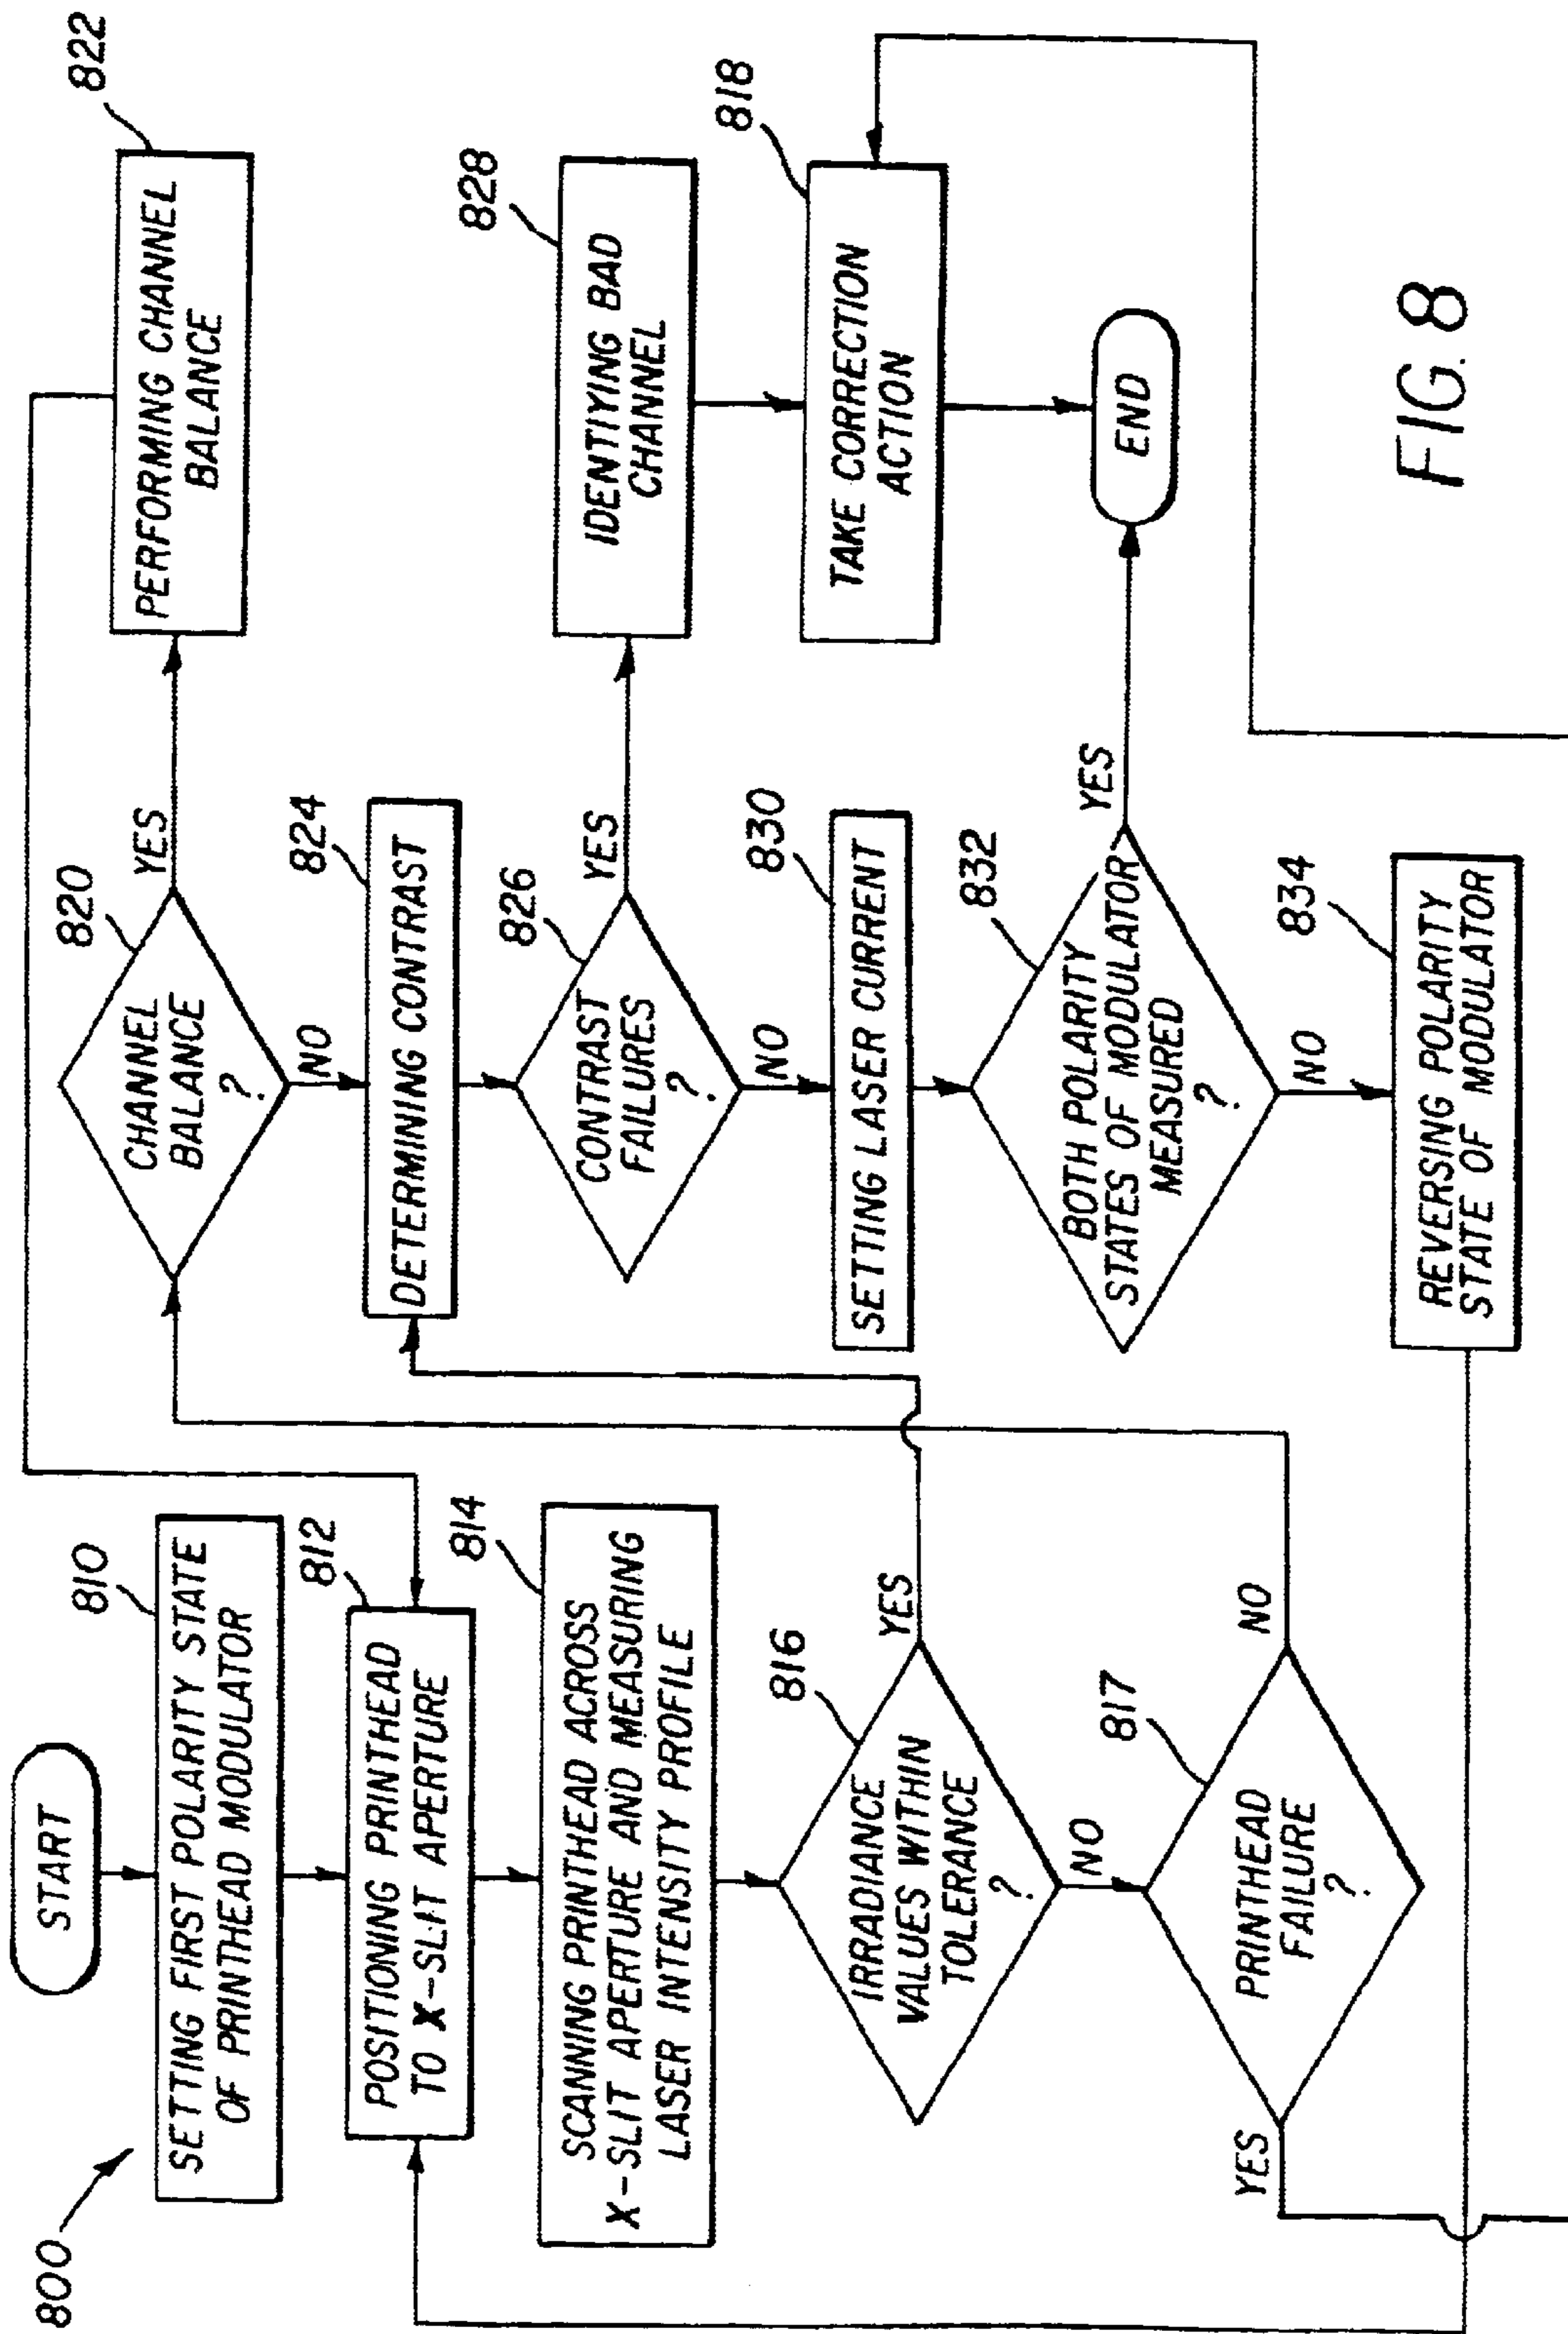 800
START
810
SETTING FIRST POLARITY STATE
OF PRINTHEAD MODULATOR
812
POSITIONING PRINTHEAD
TO X-SLIT APERTURE
814
SCANNING PRINTHEAD ACROSS
X-SLIT APERTURE AND MEASURING
LASER INTENSITY PROFILE
816
IRRADIANCE
VALUES WITHIN
TOLERANCE
?
YES
NO
817
PRINTHEAD
FAILURE
?
YES
NO
820
CHANNEL
BALANCE
?
YES
NO
822
PERFORMING CHANNEL
BALANCE
824
DETERMINING CONTRAST
826
CONTRAST
FAILURES
?
YES
NO
828
IDENTIYING BAD
CHANNEL
818
TAKE CORRECTION
ACTION
830
SETTING LASER CURRENT
832
BOTH POLARITY
STATES OF MODULATOR
MEASURED
?
YES
NO
END
834
REVERSING POLARITY
STATE OF MODULATOR
FIG. 8